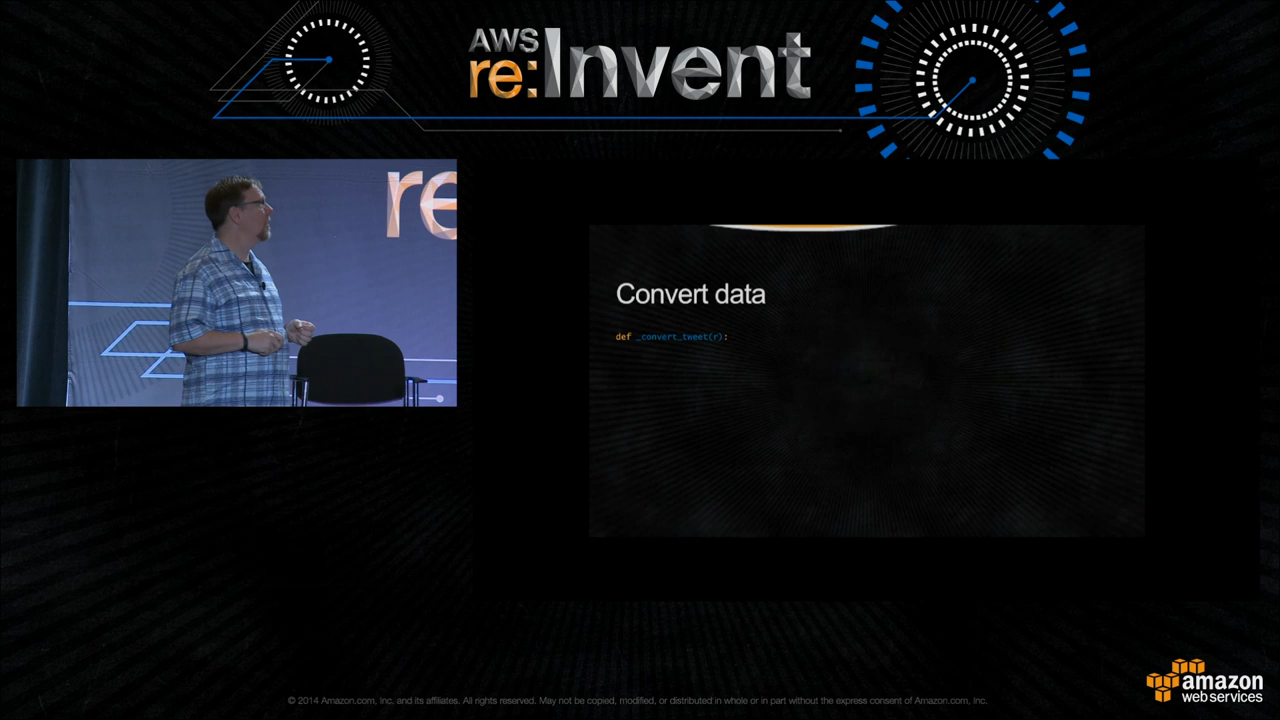 AWS
re:Invent
re
Convert data
def _convert_tweet(r):
© 2014 Amazon.com, Inc. and its affiliates. All rights reserved. May not be copied, modified, or distributed in whole or in part without the express consent of Amazon.com, Inc.
amazon
web services